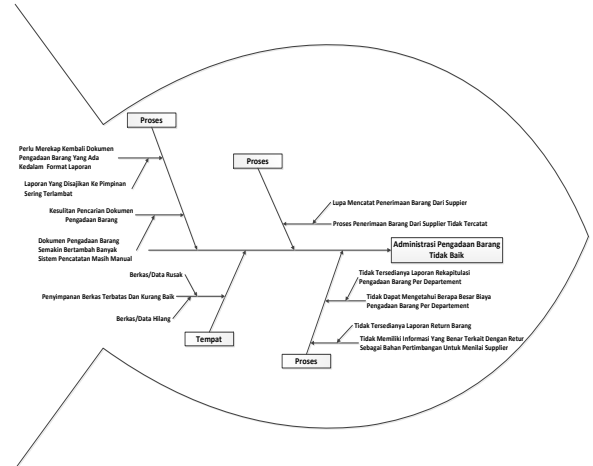 Proses
Perlu Merekap Kembali Dokumen
Pengadaan Barang Yang Ada
Kedalam Format Laporan
Laporan Yang Disajikan Ke Pimpinan
Sering Terlambat
Kesulitan Pencarian Dokumen
Pengadaan Barang
Dokumen Pengadaan Barang
Semakin Bertambah Banyak
Sistem Pencatatan Masih Manual
Proses
Lupa Mencatat Penerimaan Barang Dari Suppier
Proses Penerimaan Barang Dari Supplier Tidak Tercatat
Administrasi Pengadaan Barang
Tidak Baik
Berkas/Data Rusak
Penyimpanan Berkas Terbatas Dan Kurang Baik
Berkas/Data Hilang
Tempat
Tidak Tersedianya Laporan Rekapitulasi
Pengadaan Barang Per Departement
Tidak Dapat Mengetahui Berapa Besar Biaya
Pengadaan Barang Per Departement
Tidak Tersedianya Laporan Return Barang
Tidak Memiliki Informasi Yang Benar Terkait Dengan Retur
Sebagai Bahan Pertimbangan Untuk Menilai Supplier
Proses